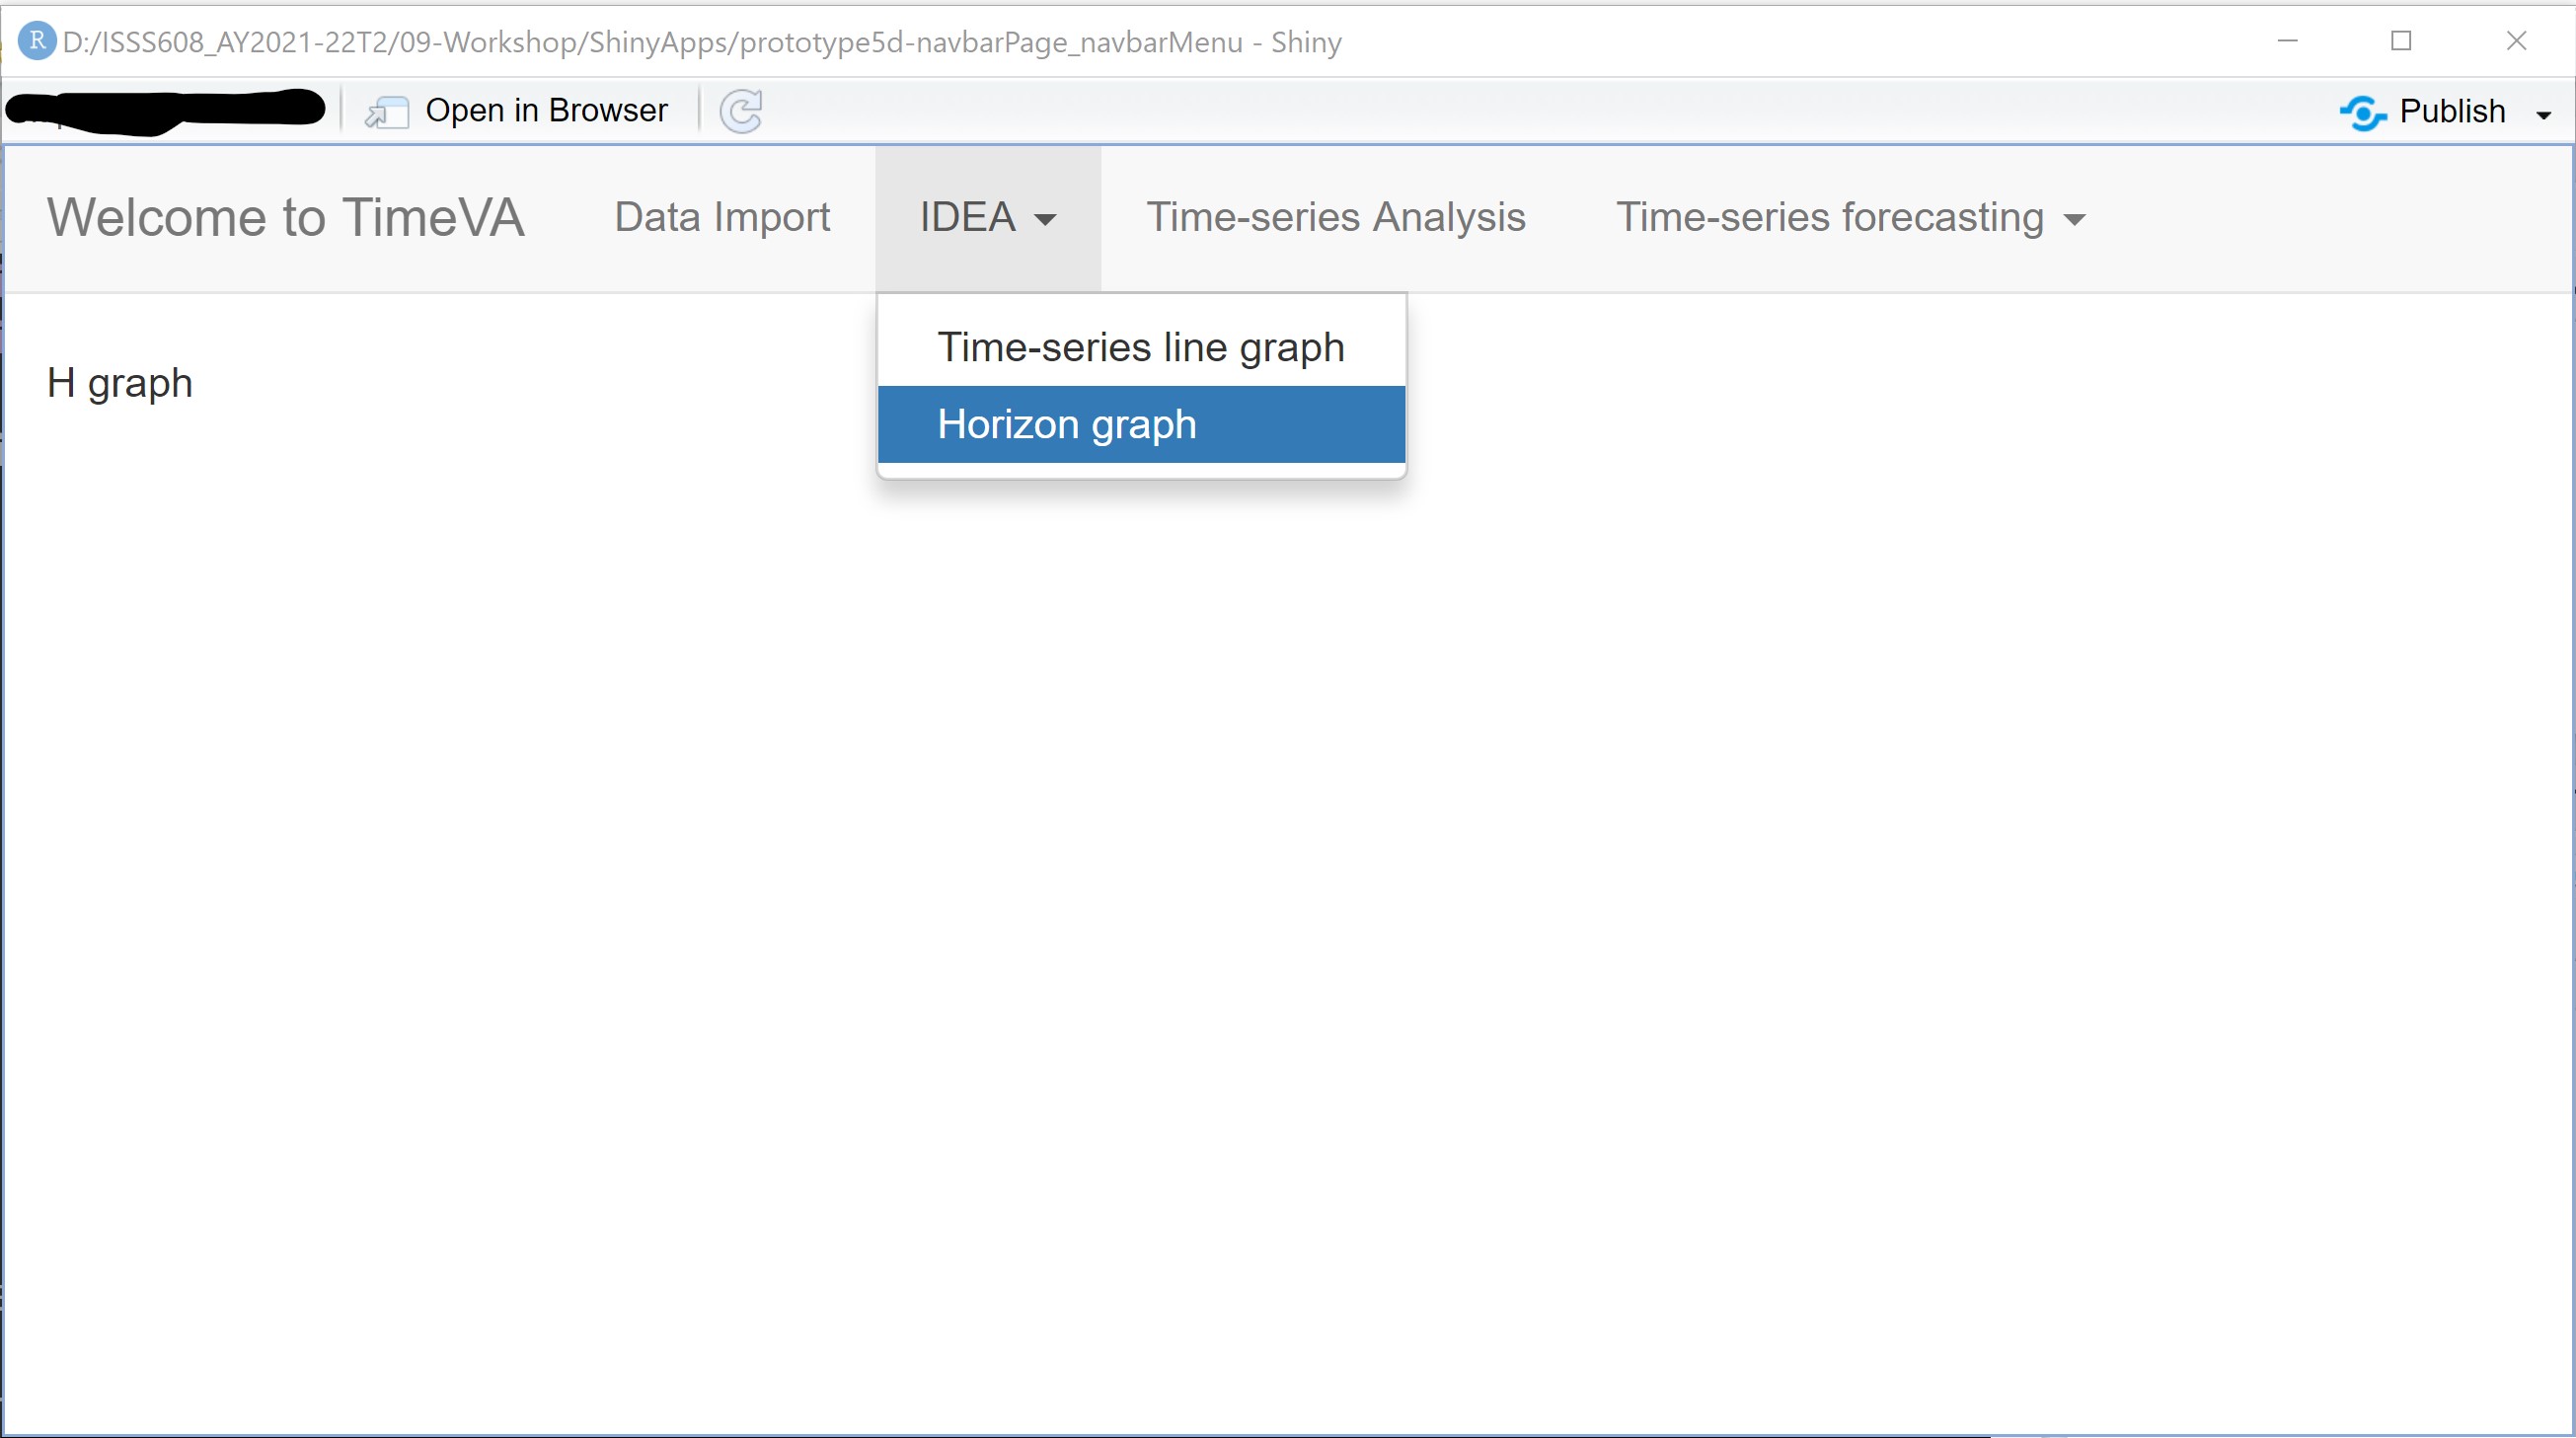 R D:/ISSS608_AY2021-22T2/09-Workshop/ShinyApps/prototype5d-navbarPage_navbarMenu - Shiny
Open in Browser Publish
Welcome to TimeVA Data Import IDEA Time-series Analysis Time-series forecasting
Time-series line graph
H graph
Horizon graph